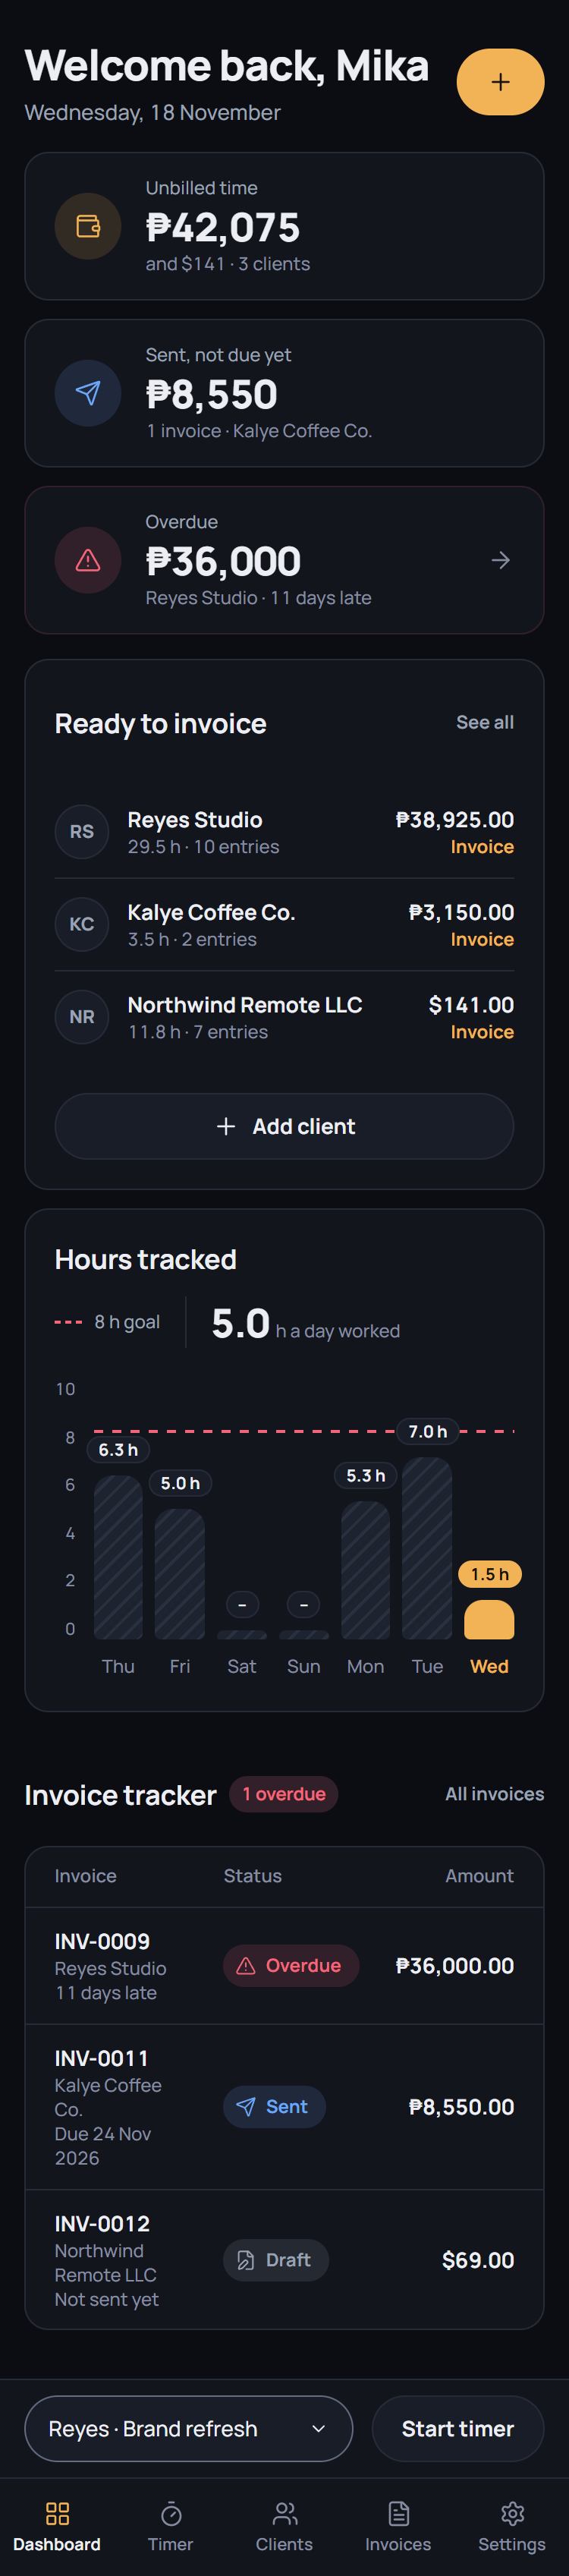 Welcome back, Mika
Wednesday, 18 November
Unbilled time
₱42,075
and $141 · 3 clients
Sent, not due yet
₱8,550
1 invoice · Kalye Coffee Co.
Overdue
₱36,000
Reyes Studio · 11 days late
Ready to invoice
See all
RS
Reyes Studio
₱38,925.00
29.5 h · 10 entries
Invoice
KC
Kalye Coffee Co.
₱3,150.00
3.5 h · 2 entries
Invoice
NR
Northwind Remote LLC
$141.00
11.8 h · 7 entries
Invoice
Add client
Hours tracked
8 h goal
5.0 h a day worked
10
8
6
4
2
0
6.3 h
5.0 h
–
–
5.3 h
7.0 h
1.5 h
Thu
Fri
Sat
Sun
Mon
Tue
Wed
Invoice tracker
1 overdue
All invoices
Invoice
Status
Amount
INV-0009
Reyes Studio
11 days late
Overdue
₱36,000.00
INV-0011
Kalye Coffee
Co.
Due 24 Nov
2026
Sent
₱8,550.00
INV-0012
Northwind
Remote LLC
Not sent yet
Draft
$69.00
Reyes · Brand refresh
Start timer
Dashboard
Timer
Clients
Invoices
Settings